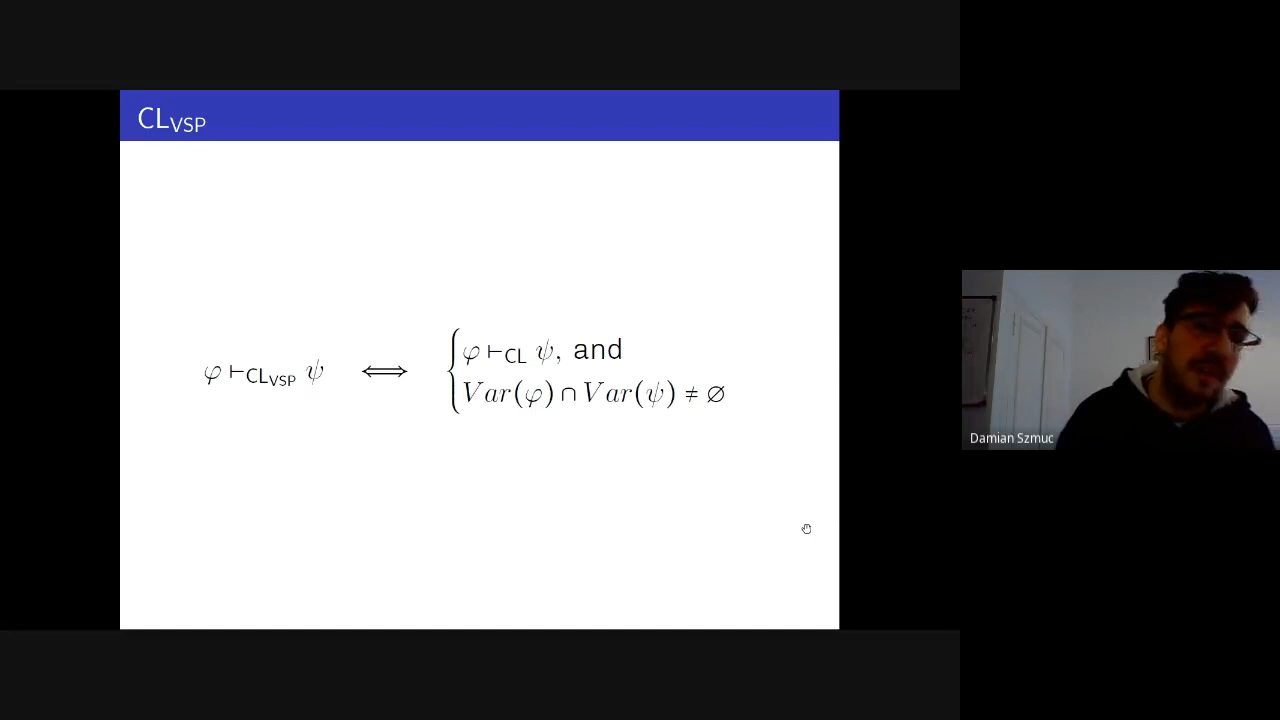 CL_VSP
φ ⊢_CL_VSP ψ ⟺ { φ ⊢_CL ψ, and
Var(φ) ∩ Var(ψ) ≠ ∅
Damian Szmuc